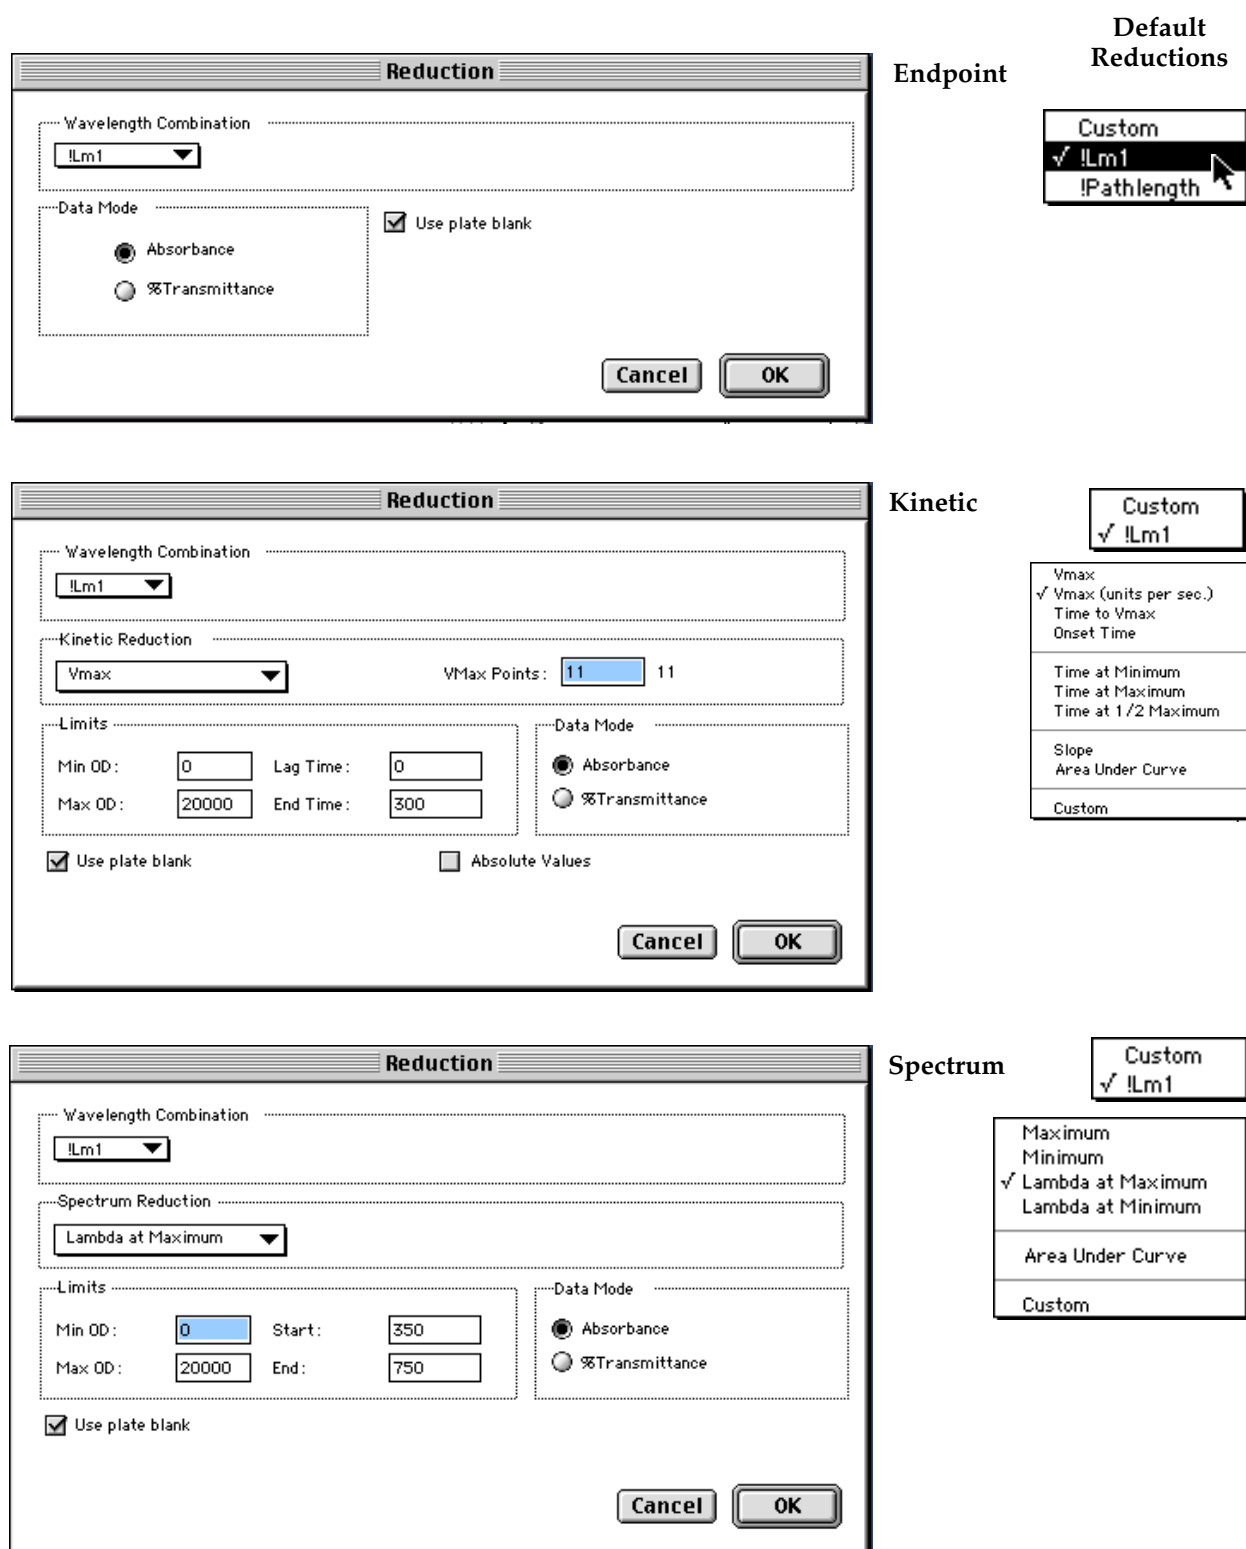 Default
Reductions
Endpoint
Reduction
Wavelength Combination
!Lm1
Data Mode
Absorbance
%Transmittance
Use plate blank
Cancel
OK
Custom
√ !Lm1
!Pathlength
Kinetic
Reduction
Wavelength Combination
!Lm1
Kinetic Reduction
Vmax
VMax Points: 11 11
Limits
Min OD: 0 Lag Time: 0
Max OD: 20000 End Time: 300
Data Mode
Absorbance
%Transmittance
Use plate blank
Absolute Values
Cancel
OK
Custom
√ !Lm1
Vmax
√ Vmax (units per sec.)
Time to Vmax
Onset Time
Time at Minimum
Time at Maximum
Time at 1/2 Maximum
Slope
Area Under Curve
Custom
Spectrum
Reduction
Wavelength Combination
!Lm1
Spectrum Reduction
Lambda at Maximum
Limits
Min OD: 0 Start: 350
Max OD: 20000 End: 750
Data Mode
Absorbance
%Transmittance
Use plate blank
Cancel
OK
Custom
√ !Lm1
Maximum
Minimum
√ Lambda at Maximum
Lambda at Minimum
Area Under Curve
Custom